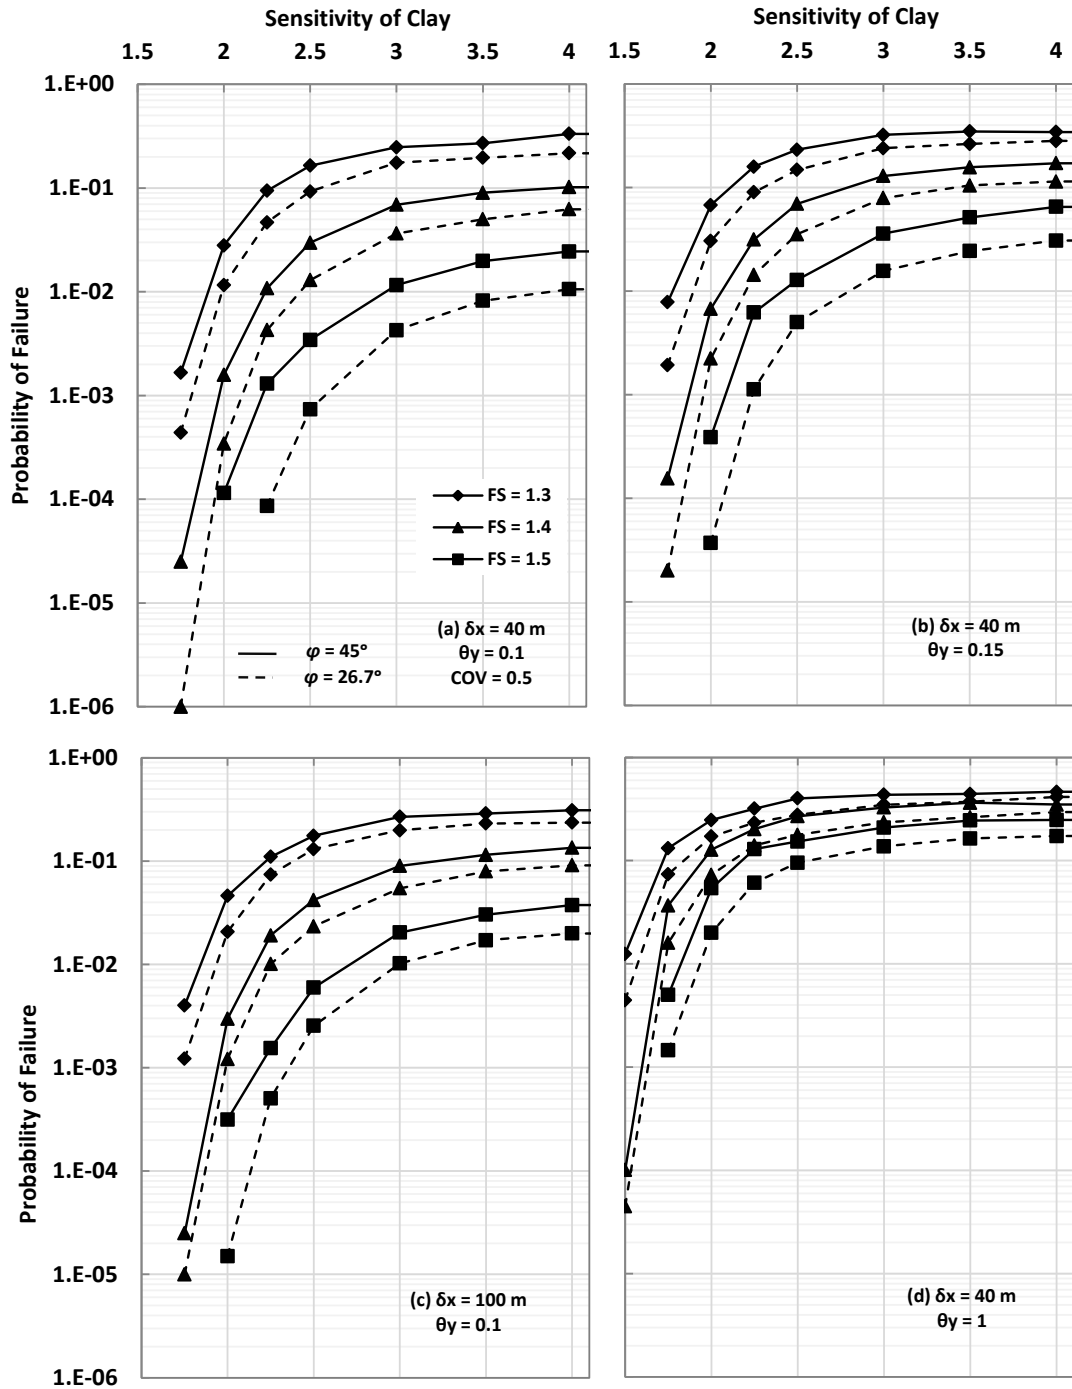 Sensitivity of Clay
Sensitivity of Clay
1.5 2 2.5 3 3.5 4
1.5 2 2.5 3 3.5 4
1.E+00
1.E-01
1.E-02
1.E-03
1.E-04
1.E-05
1.E-06
Probability of Failure
FS = 1.3
FS = 1.4
FS = 1.5
φ = 45°
φ = 26.7°
(a) δx = 40 m
θy = 0.1
COV = 0.5
(b) δx = 40 m
θy = 0.15
1.E+00
1.E-01
1.E-02
1.E-03
1.E-04
1.E-05
1.E-06
Probability of Failure
(c) δx = 100 m
θy = 0.1
(d) δx = 40 m
θy = 1